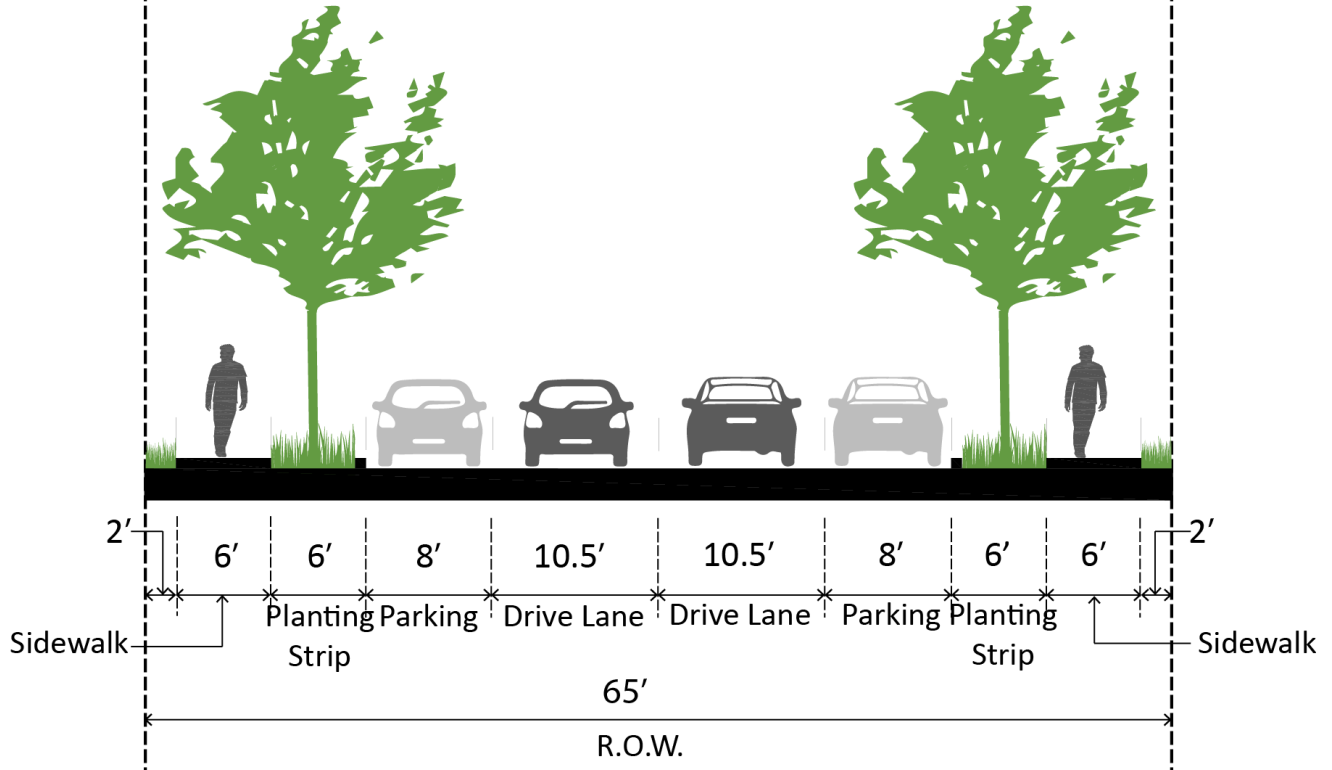 2′ 6′ 6′ 8′ 10.5′ 10.5′ 8′ 6′ 6′ 2′
Planting Parking Drive Lane Drive Lane Parking Planting
Sidewalk Strip Strip Sidewalk
65′
R.O.W.